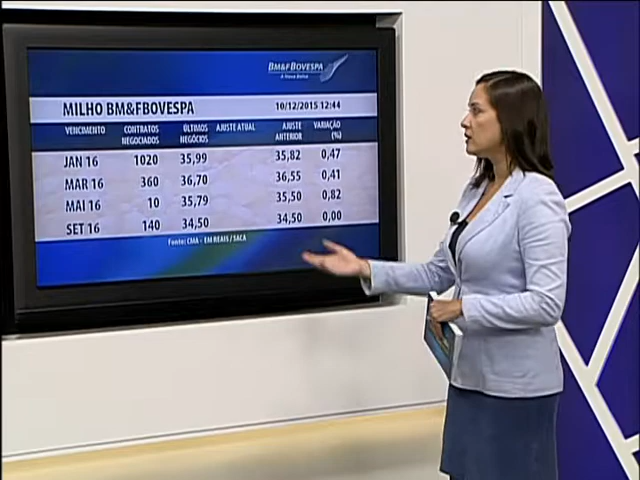 BM&FBOVESPA
A Nova Bolsa
MILHO BM&FBOVESPA 10/12/2015 12:44
VENCIMENTO CONTRATOS NEGOCIADOS ÚLTIMOS NEGÓCIOS AJUSTE ATUAL AJUSTE ANTERIOR VARIAÇÃO (%)
JAN 16 1020 35,99 35,82 0,47
MAR 16 360 36,70 36,55 0,41
MAI 16 10 35,79 35,50 0,82
SET 16 140 34,50 34,50 0,00
Fonte: CMA - EM REAIS / SACA